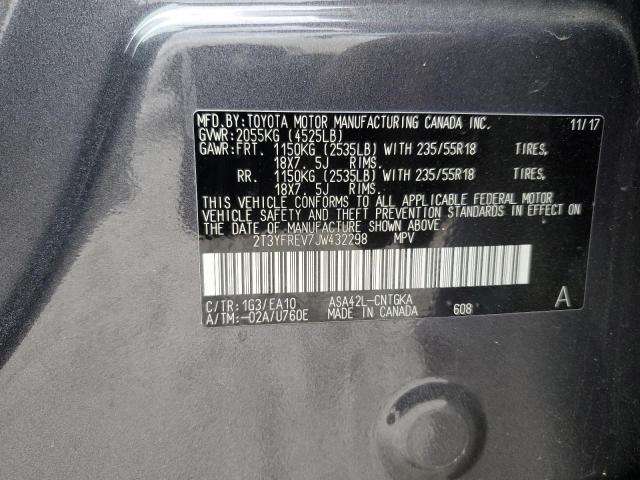 MFD.BY:TOYOTA MOTOR MANUFACTURING CANADA INC. 11/17
GVWR:2055KG (4525LB)
GAWR:FRT. 1150KG (2535LB) WITH 235/55R18 TIRES,
18X7.5J RIMS.
RR. 1150KG (2535LB) WITH 235/55R18 TIRES,
18X7.5J RIMS.
THIS VEHICLE CONFORMS TO ALL APPLICABLE FEDERAL MOTOR
VEHICLE SAFETY AND THEFT PREVENTION STANDARDS IN EFFECT ON
THE DATE OF MANUFACTURE SHOWN ABOVE.
2T3YFREV7JW432298 MPV
C/TR:1G3/EA10 ASA42L-CNTGKA A
A/TM:-02A/U760E MADE IN CANADA 608